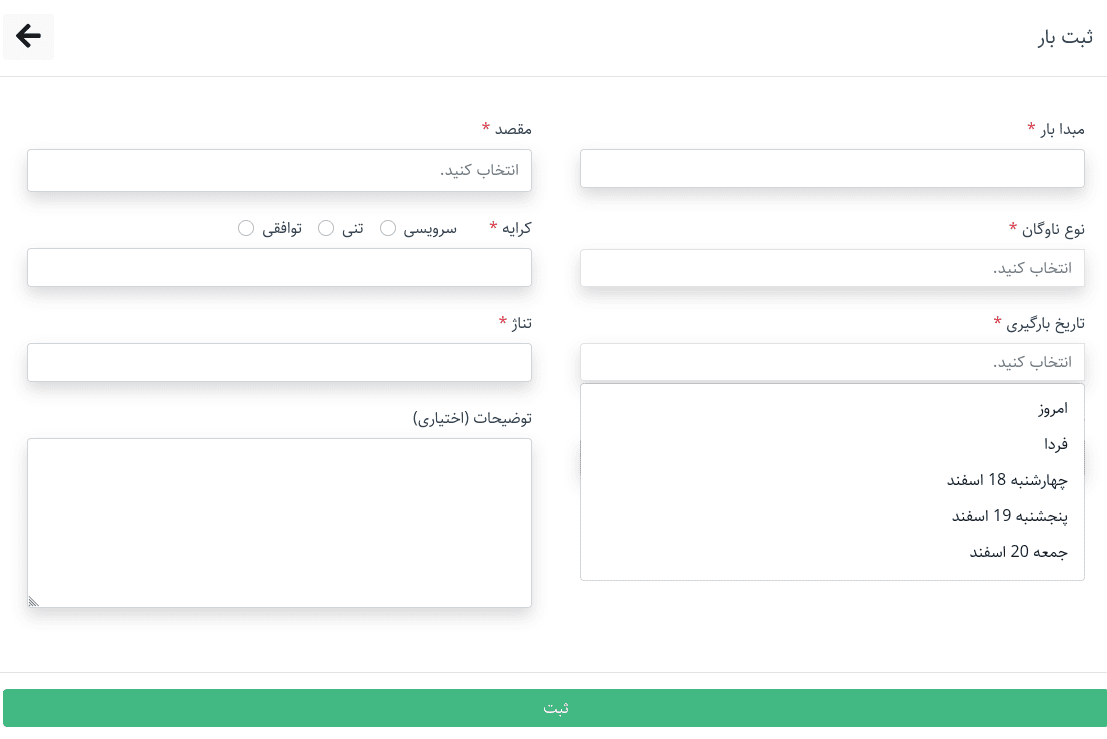 ثبت بار
مبدا بار *
مقصد *
انتخاب کنید.
نوع ناوگان *
انتخاب کنید.
کرایه * سرویسی تنی توافقی
تاریخ بارگیری *
انتخاب کنید.
امروز
فردا
چهارشنبه 18 اسفند
پنجشنبه 19 اسفند
جمعه 20 اسفند
تناژ *
توضیحات (اختیاری)
ثبت